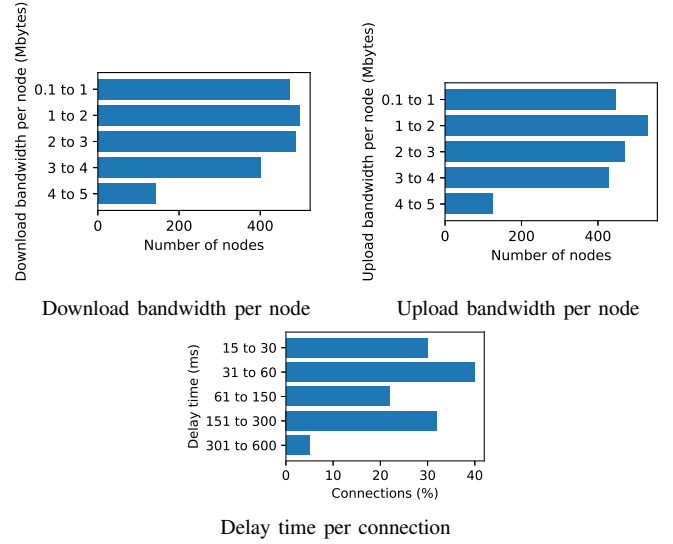 Download bandwidth per node (Mbytes)
0.1 to 1
1 to 2
2 to 3
3 to 4
4 to 5
0 200 400
Number of nodes
Download bandwidth per node
Upload bandwidth per node (Mbytes)
0.1 to 1
1 to 2
2 to 3
3 to 4
4 to 5
0 200 400
Number of nodes
Upload bandwidth per node
Delay time (ms)
15 to 30
31 to 60
61 to 150
151 to 300
301 to 600
0 10 20 30 40
Connections (%)
Delay time per connection